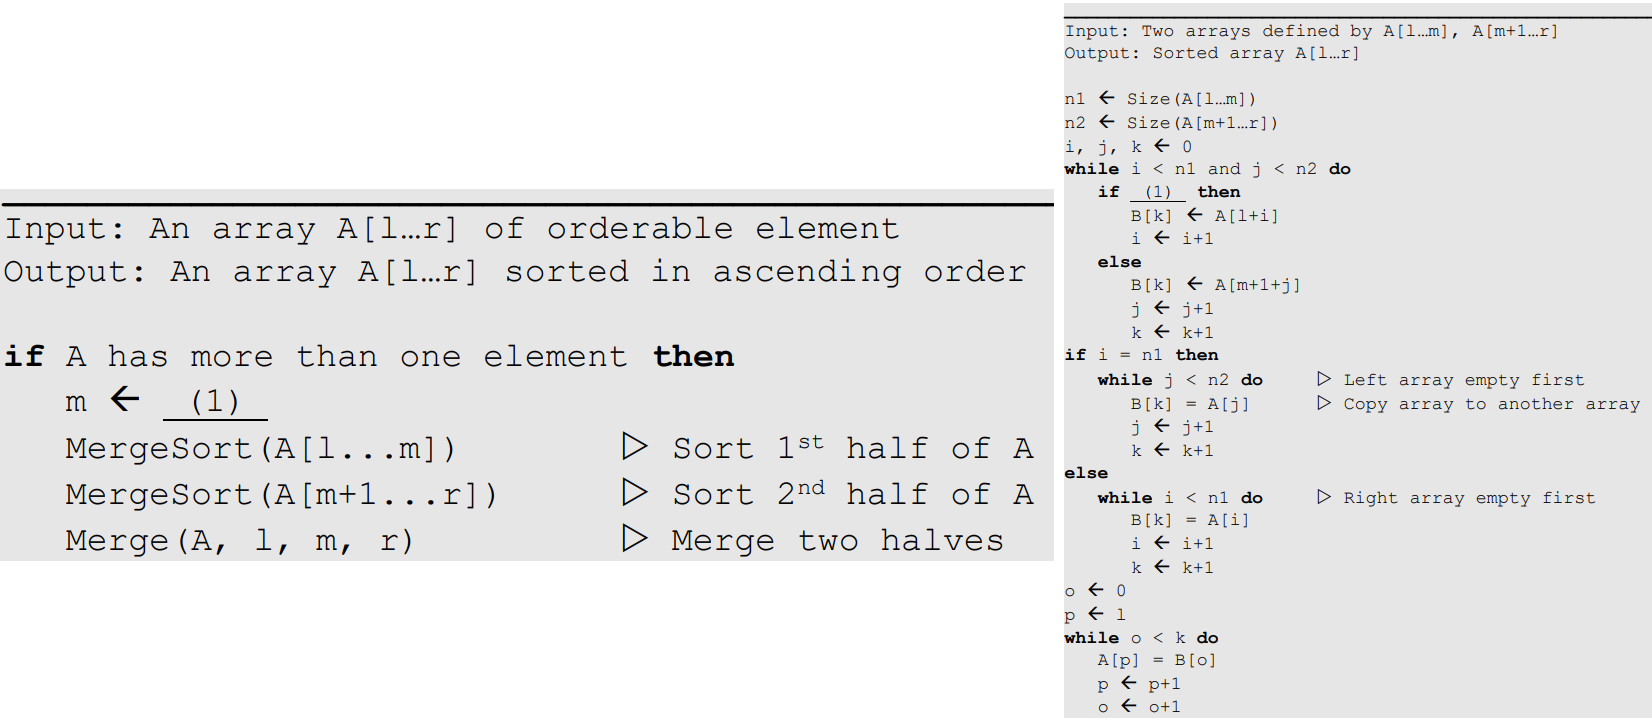 Input: An array A[l…r] of orderable element
Output: An array A[l…r] sorted in ascending order
if A has more than one element then
m ← (1)
MergeSort(A[l...m]) ▷ Sort 1st half of A
MergeSort(A[m+1...r]) ▷ Sort 2nd half of A
Merge(A, l, m, r) ▷ Merge two halves
Input: Two arrays defined by A[l…m], A[m+1…r]
Output: Sorted array A[l…r]
n1 ← Size(A[l…m])
n2 ← Size(A[m+1…r])
i, j, k ← 0
while i < n1 and j < n2 do
if (1) then
B[k] ← A[l+i]
i ← i+1
else
B[k] ← A[m+1+j]
j ← j+1
k ← k+1
if i = n1 then
while j < n2 do ▷ Left array empty first
B[k] = A[j] ▷ Copy array to another array
j ← j+1
k ← k+1
else
while i < n1 do ▷ Right array empty first
B[k] = A[i]
i ← i+1
k ← k+1
o ← 0
p ← l
while o < k do
A[p] = B[o]
p ← p+1
o ← o+1